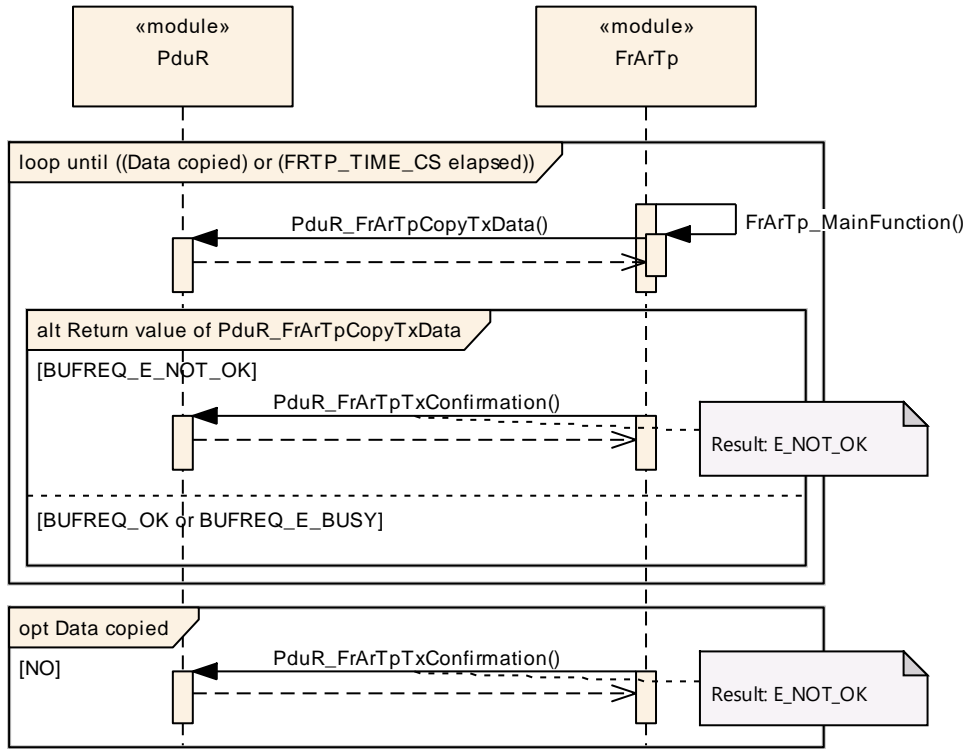 «module»
PduR
«module»
FrArTp
loop until ((Data copied) or (FRTP_TIME_CS elapsed))
FrArTp_MainFunction()
PduR_FrArTpCopyTxData()
alt Return value of PduR_FrArTpCopyTxData
[BUFREQ_E_NOT_OK]
PduR_FrArTpTxConfirmation()
Result: E_NOT_OK
[BUFREQ_OK or BUFREQ_E_BUSY]
opt Data copied
[NO]
PduR_FrArTpTxConfirmation()
Result: E_NOT_OK